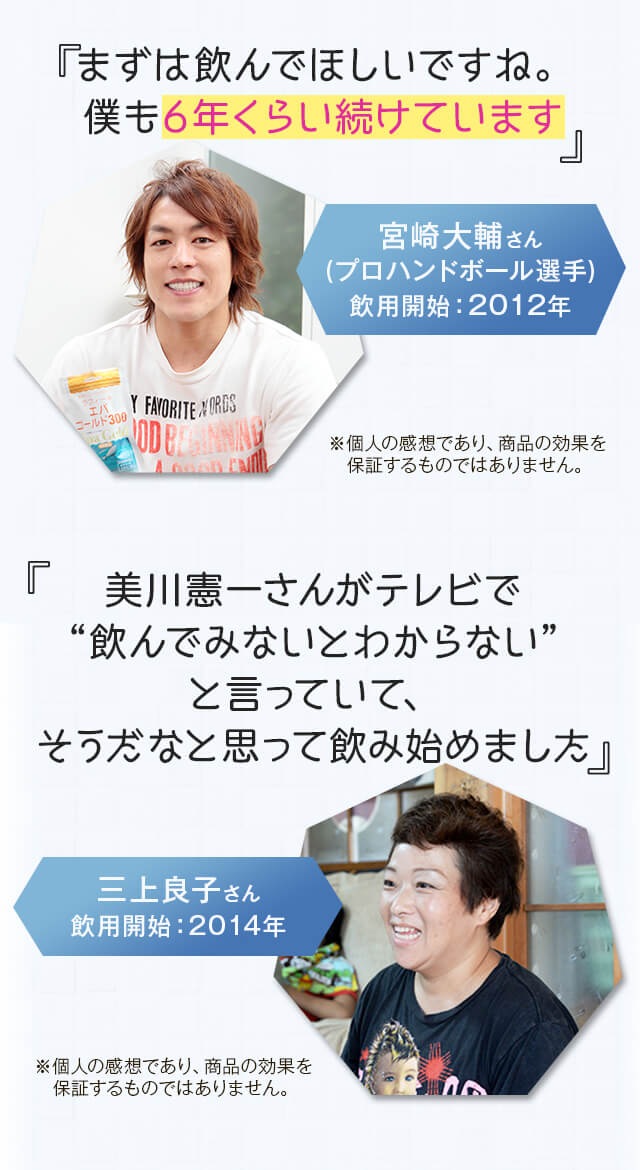 『まずは飲んでほしいですね。
僕も6年くらい続けています』
宮崎大輔さん
(プロハンドボール選手)
飲用開始：2012年
エパ
ゴールド300
Y FAVORITE WORDS
OOD BEGINNING
A GOOD ENDI
※個人の感想であり、商品の効果を
保証するものではありません。
『美川憲一さんがテレビで
“飲んでみないとわからない”
と言っていて、
そうだなと思って飲み始めました』
三上良子さん
飲用開始：2014年
※個人の感想であり、商品の効果を
保証するものではありません。